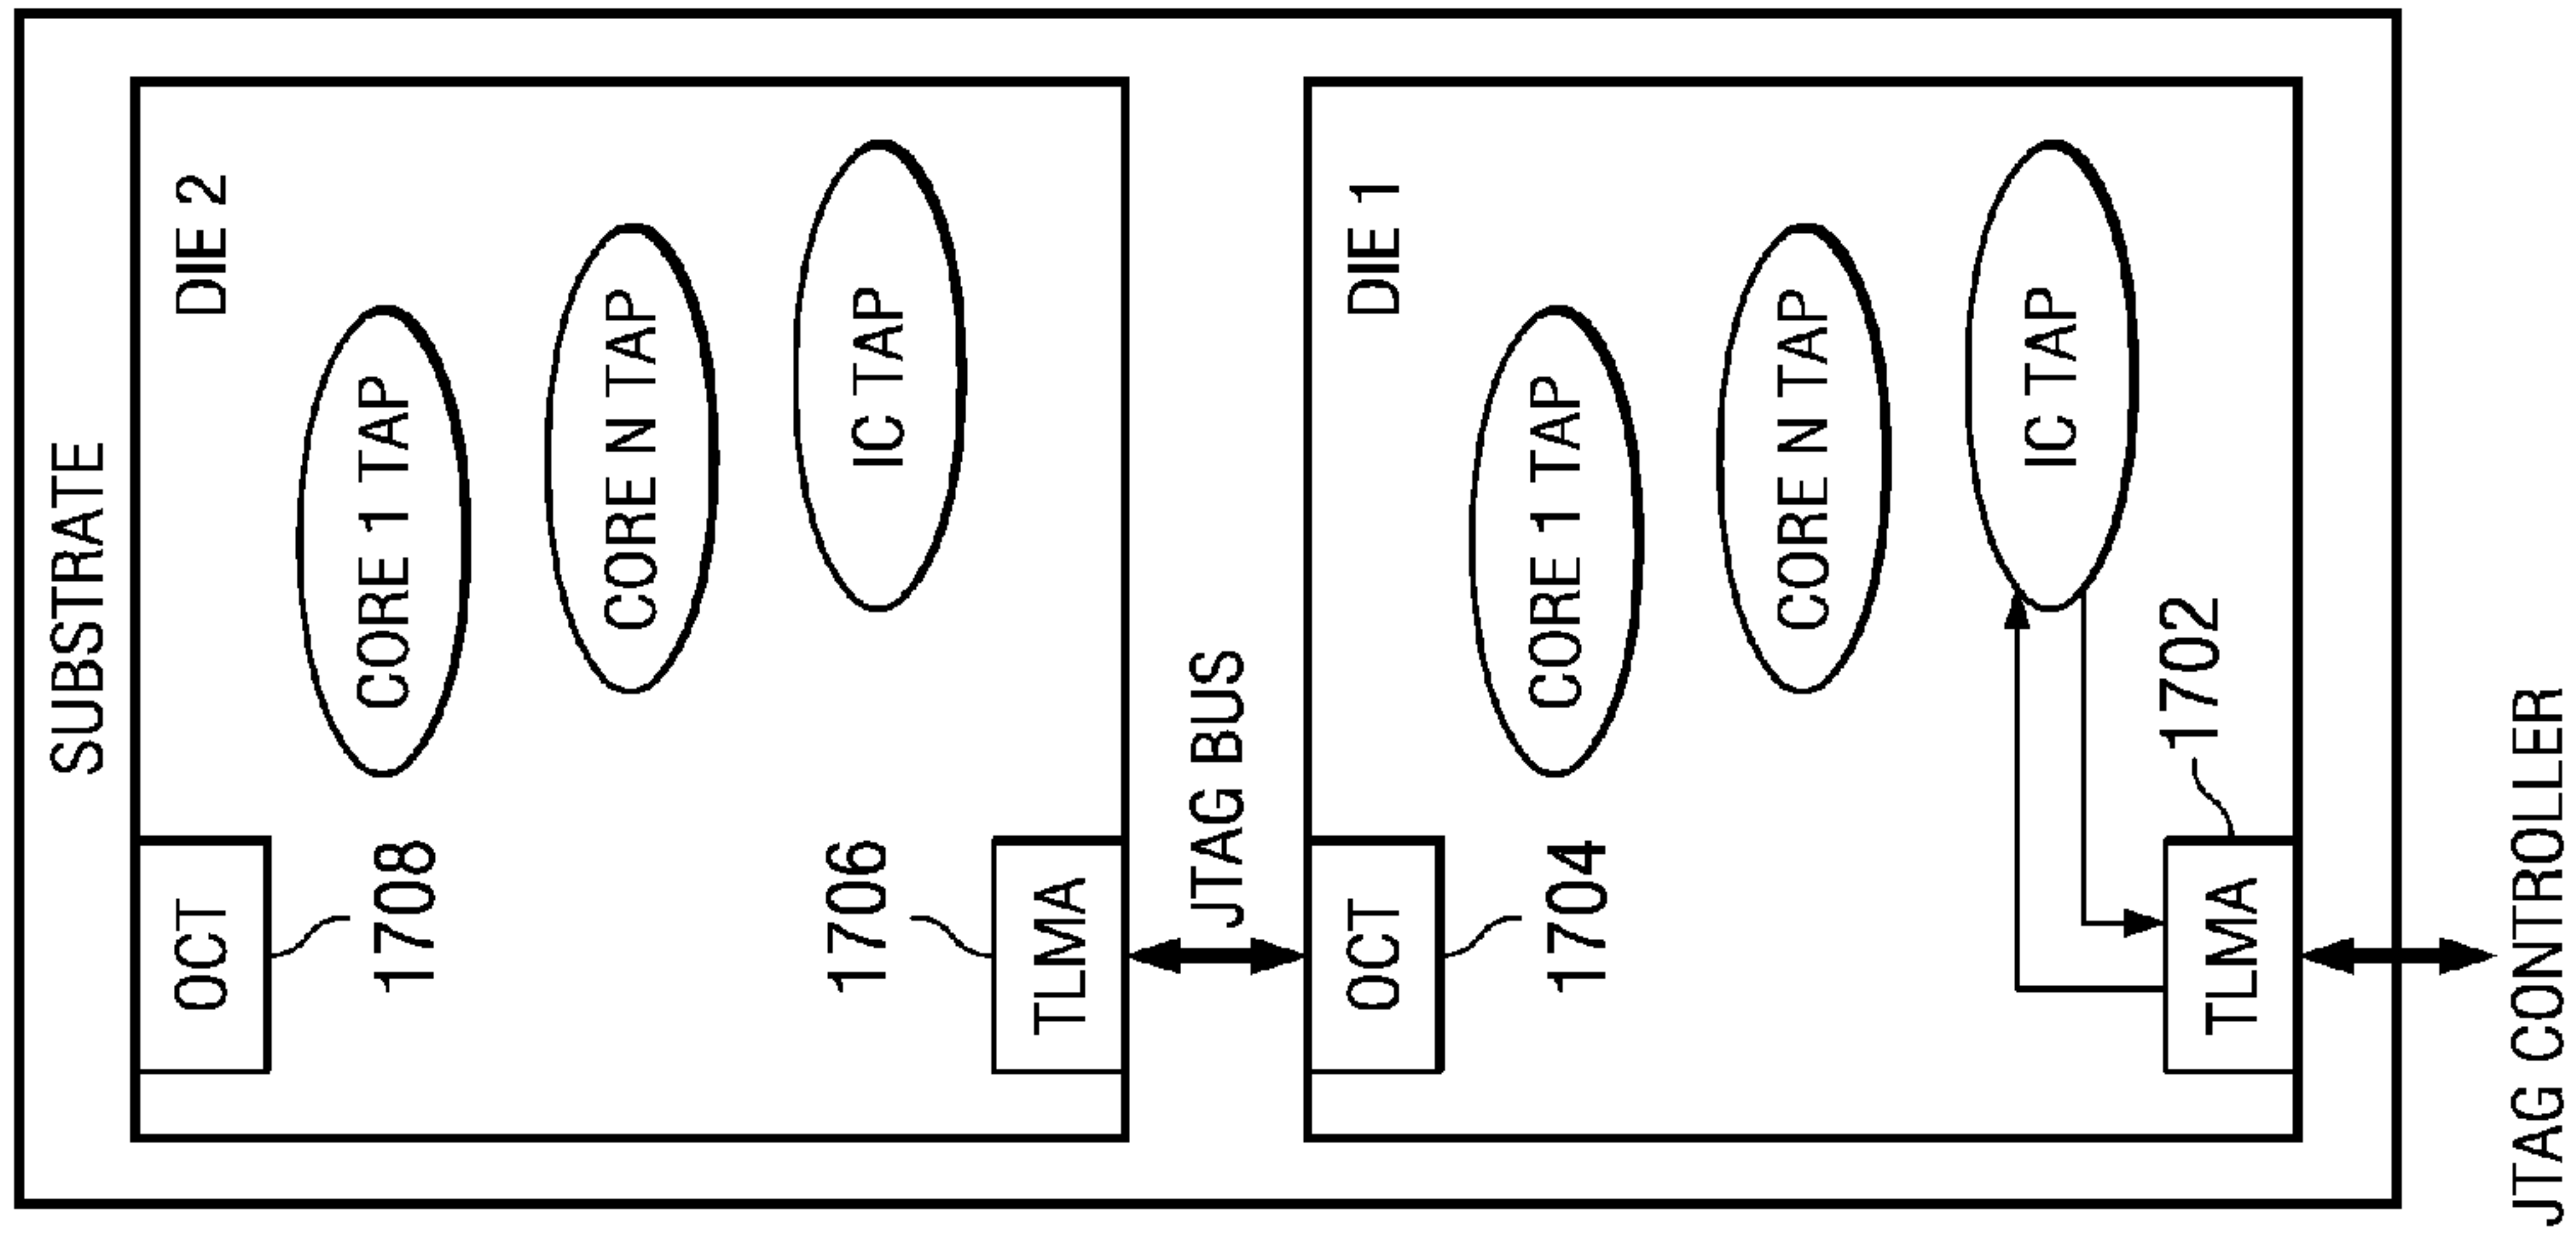 SUBSTRATE
DIE 2
OCT
1708
CORE 1 TAP
CORE N TAP
IC TAP
1706
TLMA
JTAG BUS
DIE 1
OCT
1704
CORE 1 TAP
CORE N TAP
IC TAP
1702
TLMA
JTAG CONTROLLER